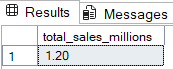 Results Messages
total_sales_millions
1 1.20